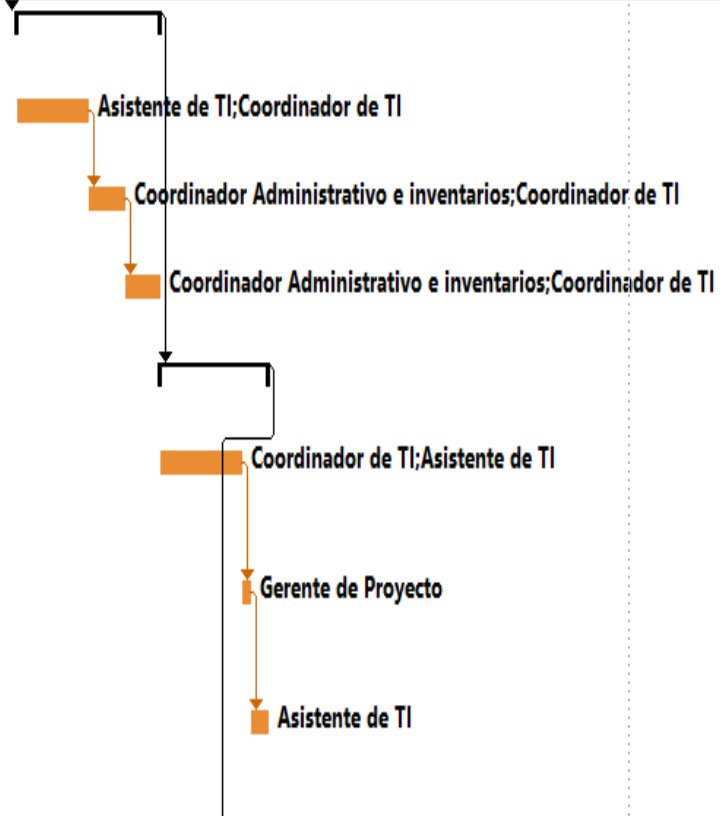 Asistente de TI;Coordinador de TI
Coordinador Administrativo e inventarios;Coordinador de TI
Coordinador Administrativo e inventarios;Coordinador de TI
Coordinador de TI;Asistente de TI
Gerente de Proyecto
Asistente de TI